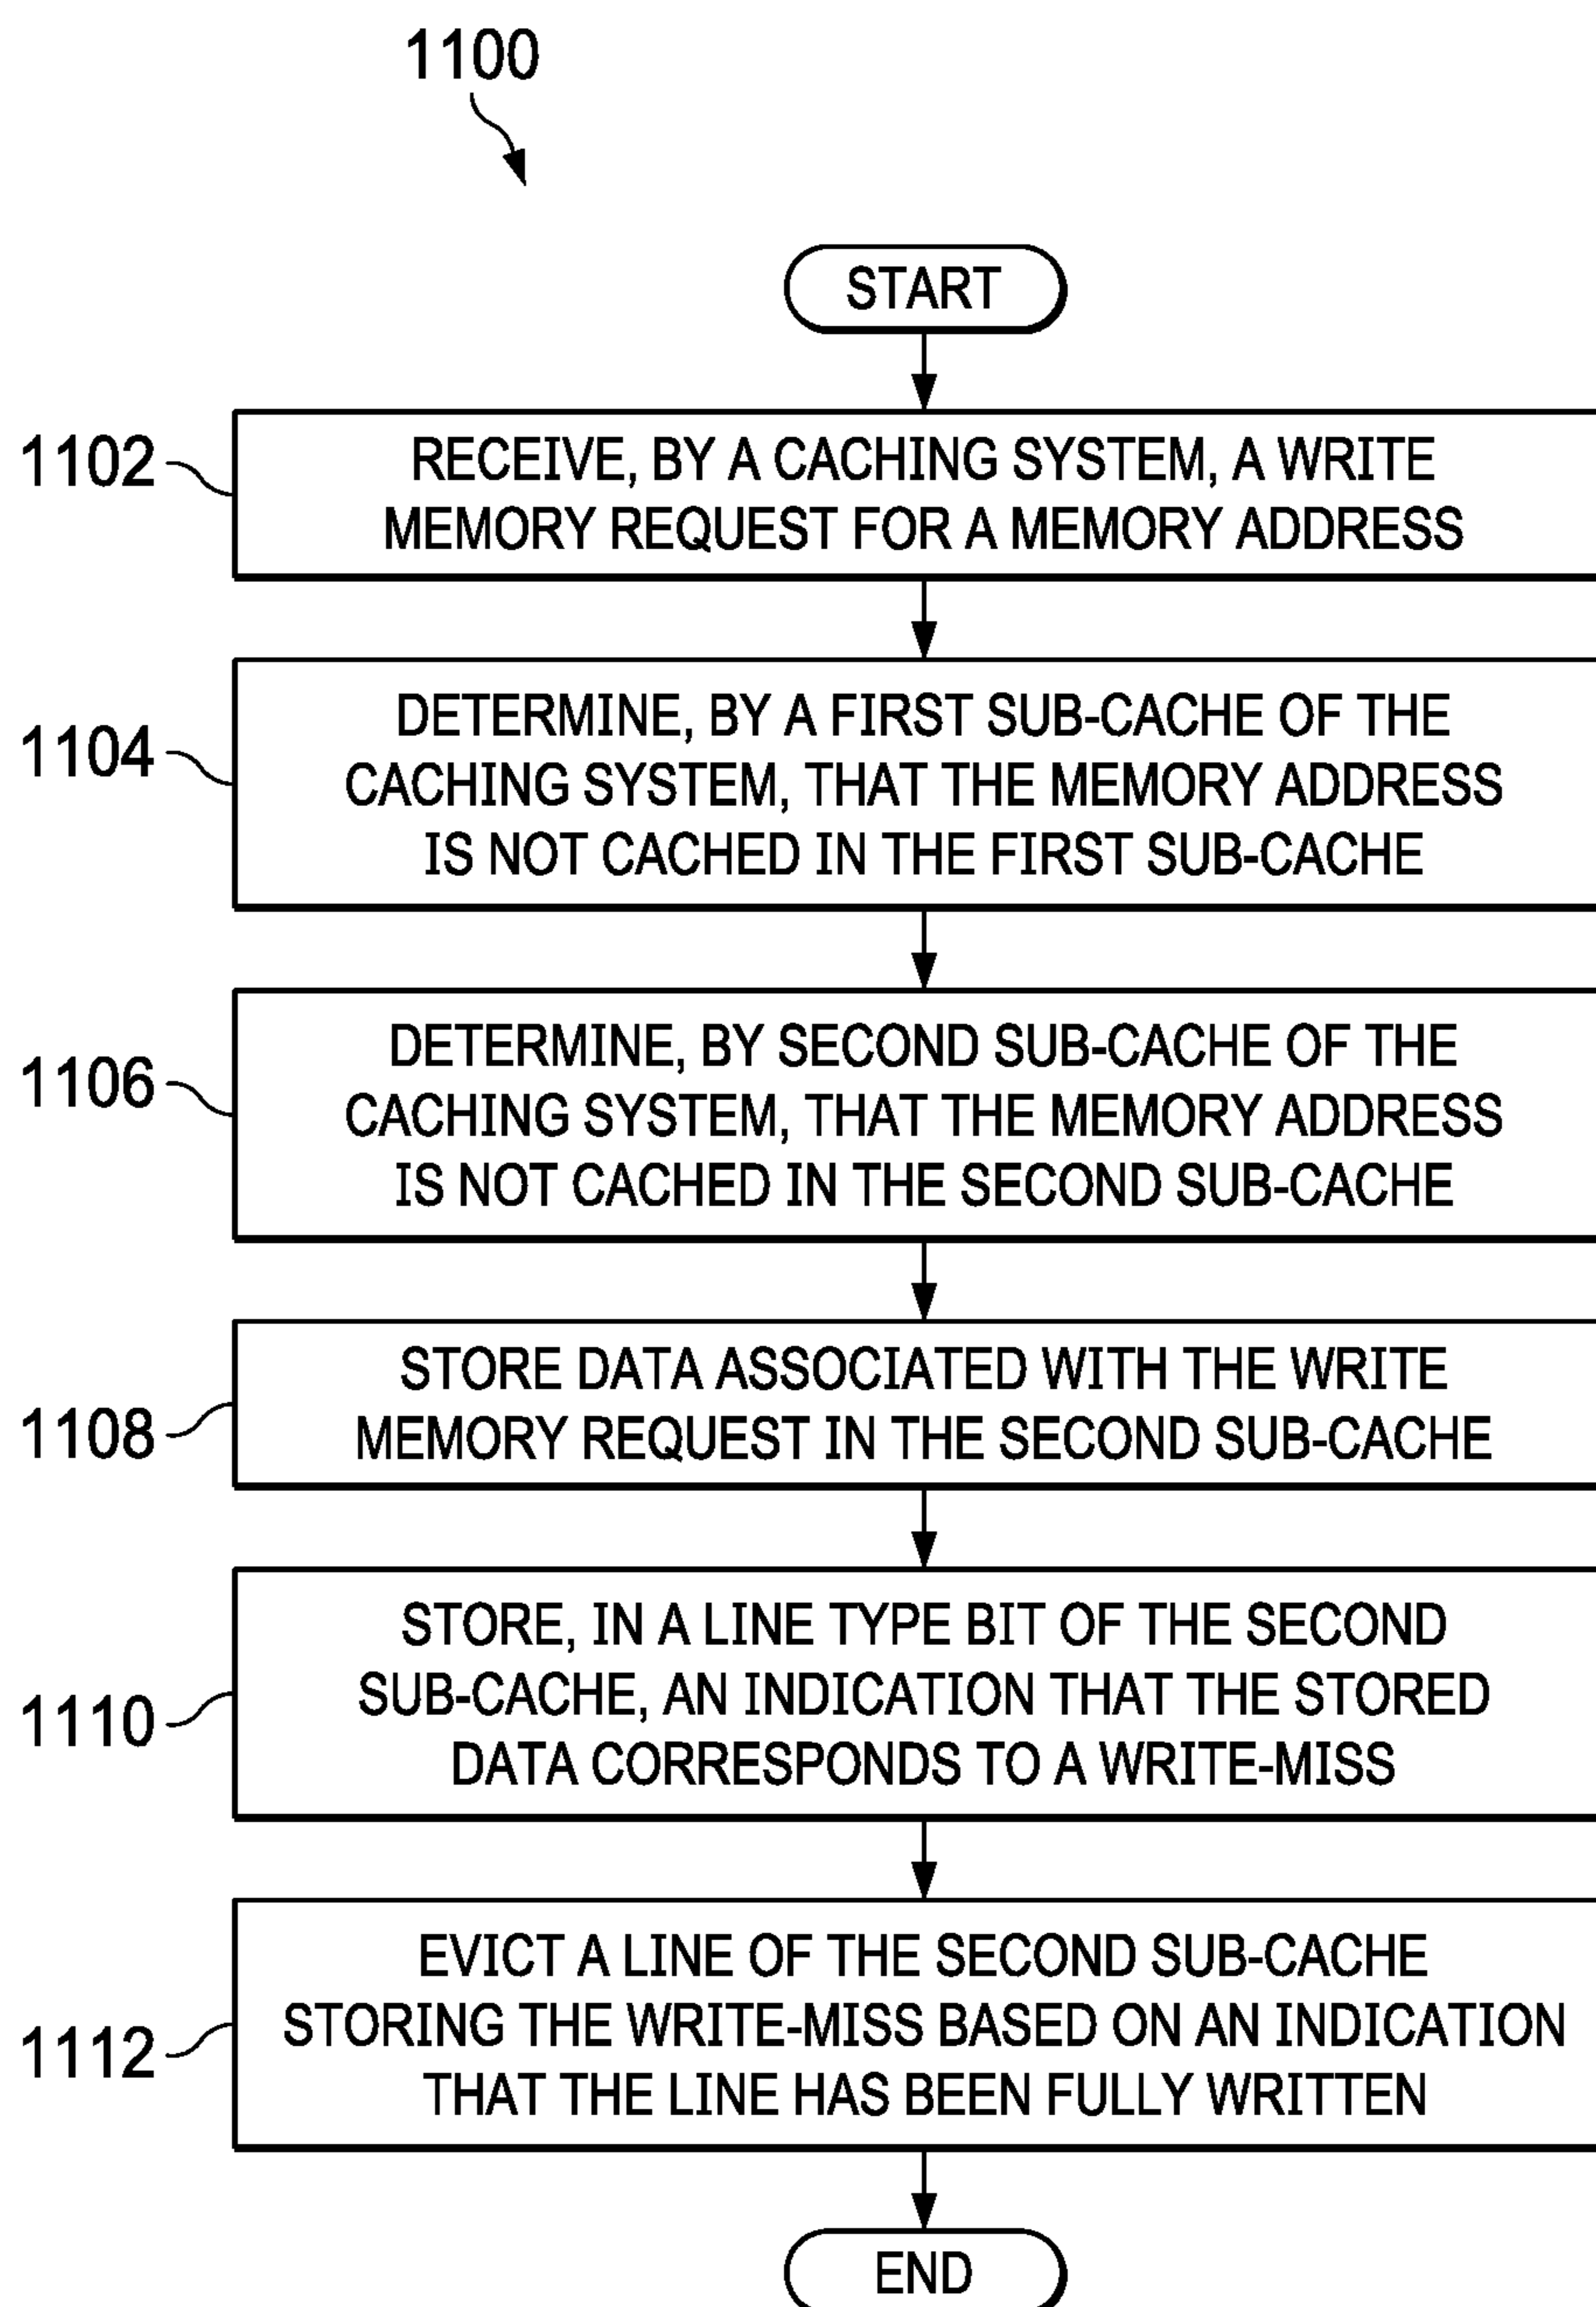 1100
START
1102
RECEIVE, BY A CACHING SYSTEM, A WRITE
MEMORY REQUEST FOR A MEMORY ADDRESS
1104
DETERMINE, BY A FIRST SUB-CACHE OF THE
CACHING SYSTEM, THAT THE MEMORY ADDRESS
IS NOT CACHED IN THE FIRST SUB-CACHE
1106
DETERMINE, BY SECOND SUB-CACHE OF THE
CACHING SYSTEM, THAT THE MEMORY ADDRESS
IS NOT CACHED IN THE SECOND SUB-CACHE
1108
STORE DATA ASSOCIATED WITH THE WRITE
MEMORY REQUEST IN THE SECOND SUB-CACHE
1110
STORE, IN A LINE TYPE BIT OF THE SECOND
SUB-CACHE, AN INDICATION THAT THE STORED
DATA CORRESPONDS TO A WRITE-MISS
1112
EVICT A LINE OF THE SECOND SUB-CACHE
STORING THE WRITE-MISS BASED ON AN INDICATION
THAT THE LINE HAS BEEN FULLY WRITTEN
END